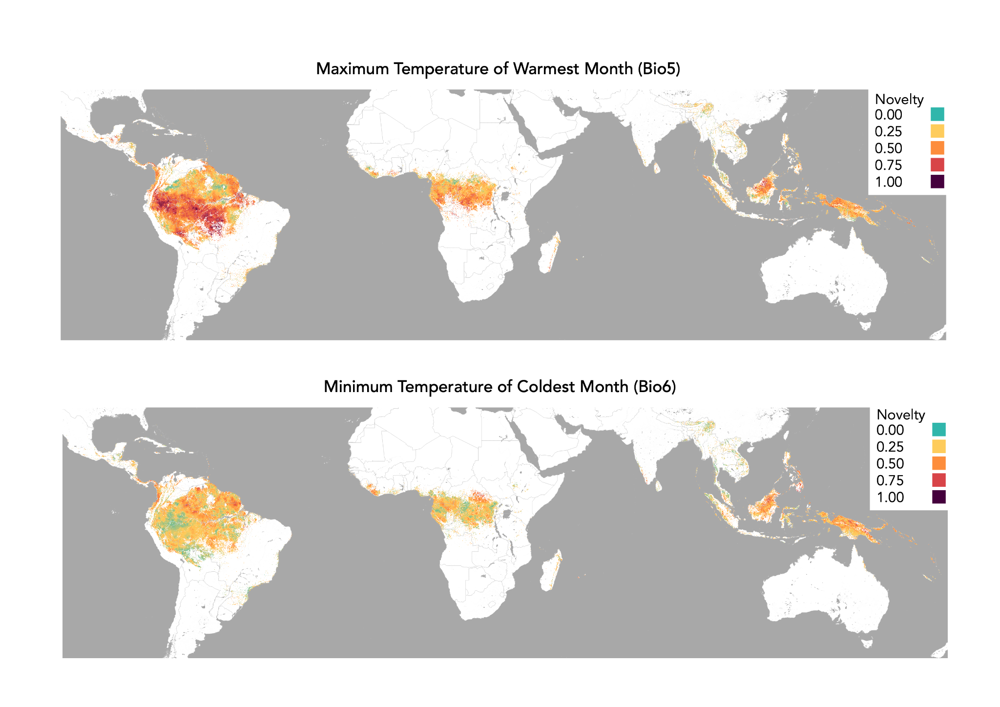 Maximum Temperature of Warmest Month (Bio5)
Novelty
0.00
0.25
0.50
0.75
1.00
Minimum Temperature of Coldest Month (Bio6)
Novelty
0.00
0.25
0.50
0.75
1.00